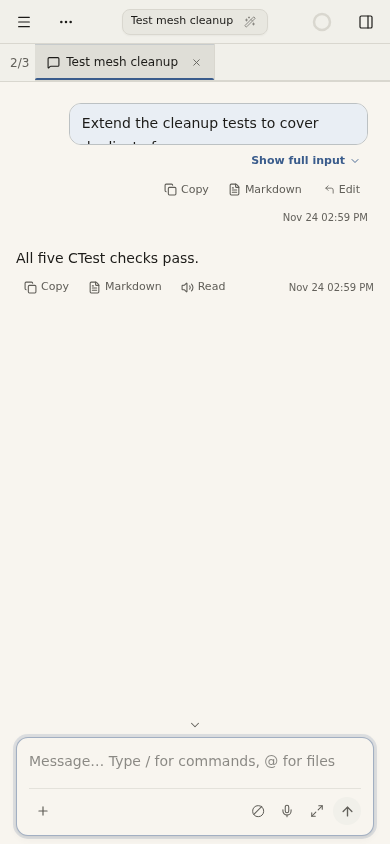 Test mesh cleanup
2/3
Test mesh cleanup
Extend the cleanup tests to cover
Show full input
Copy
Markdown
Edit
Nov 24 02:59 PM
All five CTest checks pass.
Copy
Markdown
Read
Nov 24 02:59 PM
Message... Type / for commands, @ for files